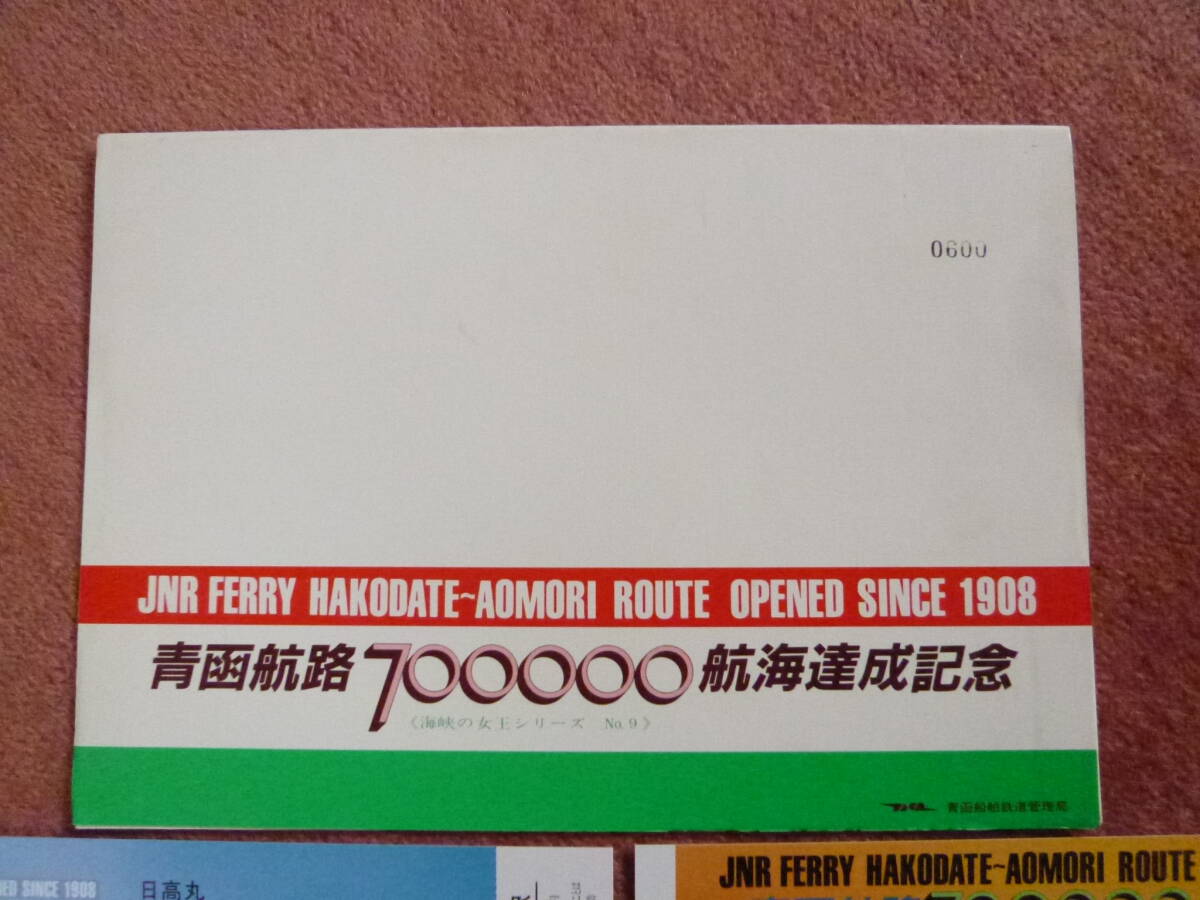 0600
JNR FERRY HAKODATE~AOMORI ROUTE OPENED SINCE 1908
青函航路700000航海達成記念
《海峡の女王シリーズ No.9》
JNR 青函船舶鉄道管理局
SINCE 1908 日高丸
JNR FERRY HAKODATE~AOMORI ROUTE